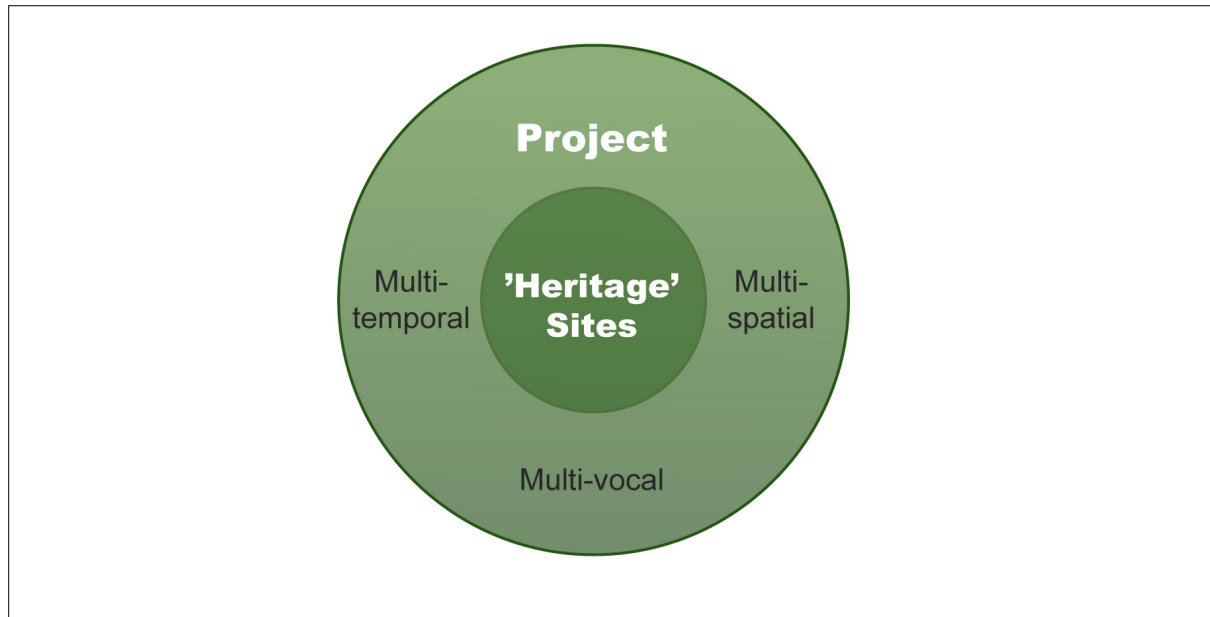 Project
Multi-
temporal
’Heritage’
Sites
Multi-
spatial
Multi-vocal